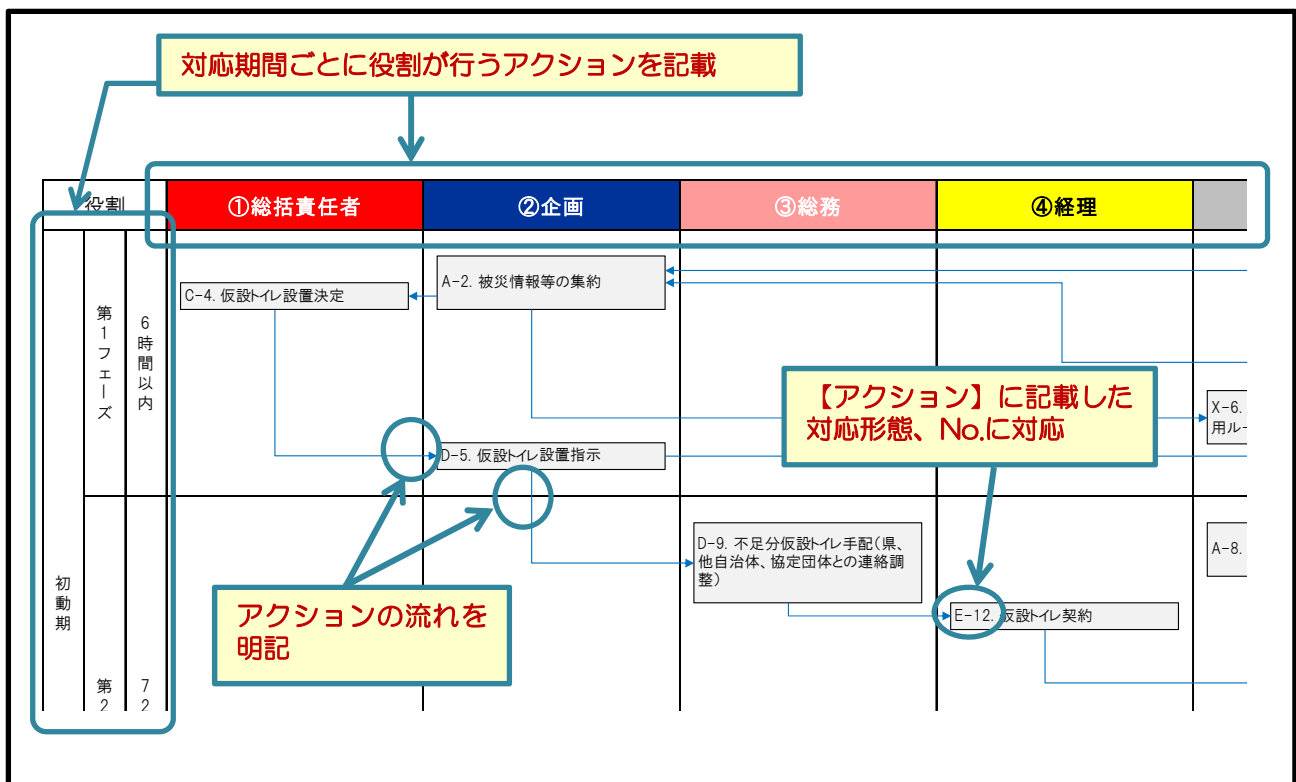 対応期間ごとに役割が行うアクションを記載
役割
①総括責任者
②企画
③総務
④経理
初動期
第1フェーズ
6時間以内
C-4. 仮設トイレ設置決定
A-2. 被災情報等の集約
【アクション】に記載した
対応形態、No.に対応
X-6.
用ルー
D-5. 仮設トイレ設置指示
D-9. 不足分仮設トイレ手配(県、
他自治体、協定団体との連絡調
整)
A-8.
アクションの流れを
明記
E-12. 仮設トイレ契約
第2
72